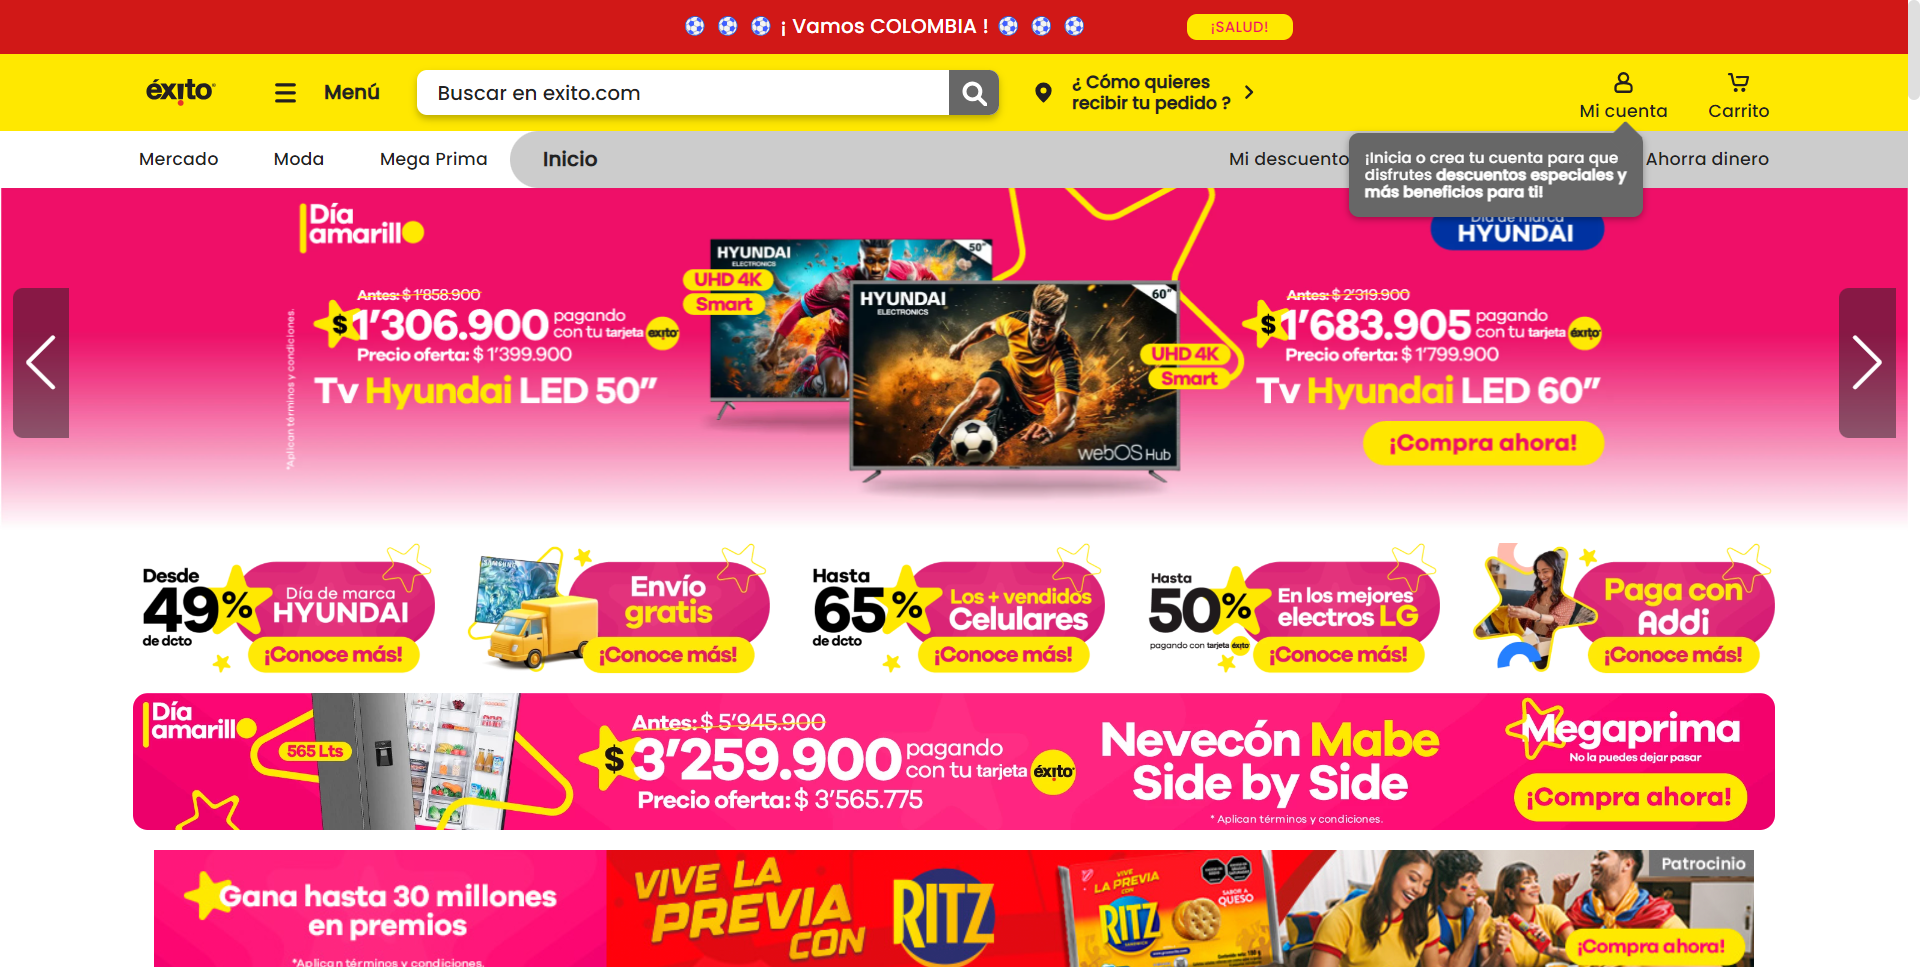 ¡ Vamos COLOMBIA !
¡SALUD!
éxito
Menú
Buscar en exito.com
¿ Cómo quieres
recibir tu pedido ?
Mi cuenta
Carrito
Mercado
Moda
Mega Prima
Inicio
Mi descuento
Ahorra dinero
¡Inicia o crea tu cuenta para que
disfrutes descuentos especiales y
más beneficios para ti!
Día
amarillo
Antes: $ 1'858.900
$ 1'306.900
pagando
con tu tarjeta éxito
Precio oferta: $ 1'399.900
Tv Hyundai LED 50”
*Aplican términos y condiciones.
HYUNDAI
ELECTRONICS
50”
UHD 4K
Smart
HYUNDAI
ELECTRONICS
60”
webOS Hub
UHD 4K
Smart
Día de marca
HYUNDAI
Antes: $ 2'319.900
$ 1'683.905
pagando
con tu tarjeta éxito
Precio oferta: $ 1'799.900
Tv Hyundai LED 60”
¡Compra ahora!
Desde
49%
de dcto
Día de marca
HYUNDAI
¡Conoce más!
SAMSUNG
Envío
gratis
¡Conoce más!
Hasta
65%
de dcto
Los + vendidos
Celulares
¡Conoce más!
Hasta
50%
pagando con tarjeta éxito
En los mejores
electros LG
¡Conoce más!
Paga con
Addi
¡Conoce más!
Día
amarillo
565 Lts
Antes: $ 5'945.900
$ 3'259.900
pagando
con tu tarjeta éxito
Precio oferta: $ 3'565.775
Nevecón Mabe
Side by Side
* Aplican términos y condiciones.
Megaprima
No la puedes dejar pasar
¡Compra ahora!
Gana hasta 30 millones
en premios
*Aplican términos y condiciones.
VIVE LA
PREVIA
CON
RITZ
VIVE
LA PREVIA
CON
RITZ
SABOR A
QUESO
Patrocinio
¡Compra ahora!